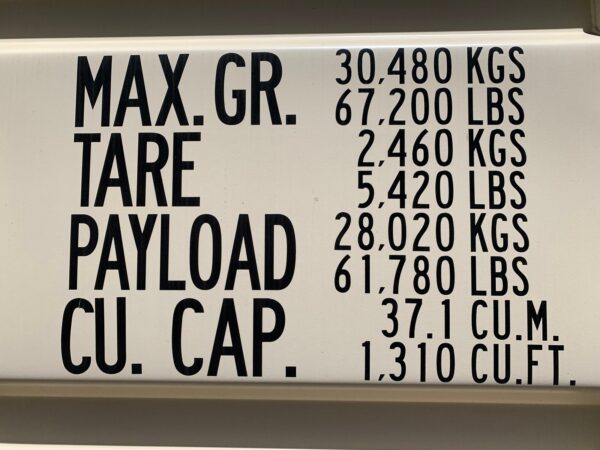 MAX. GR. 30,480 KGS
67,200 LBS
TARE 2,460 KGS
5,420 LBS
PAYLOAD 28,020 KGS
61,780 LBS
CU. CAP. 37.1 CU.M.
1,310 CU.FT.